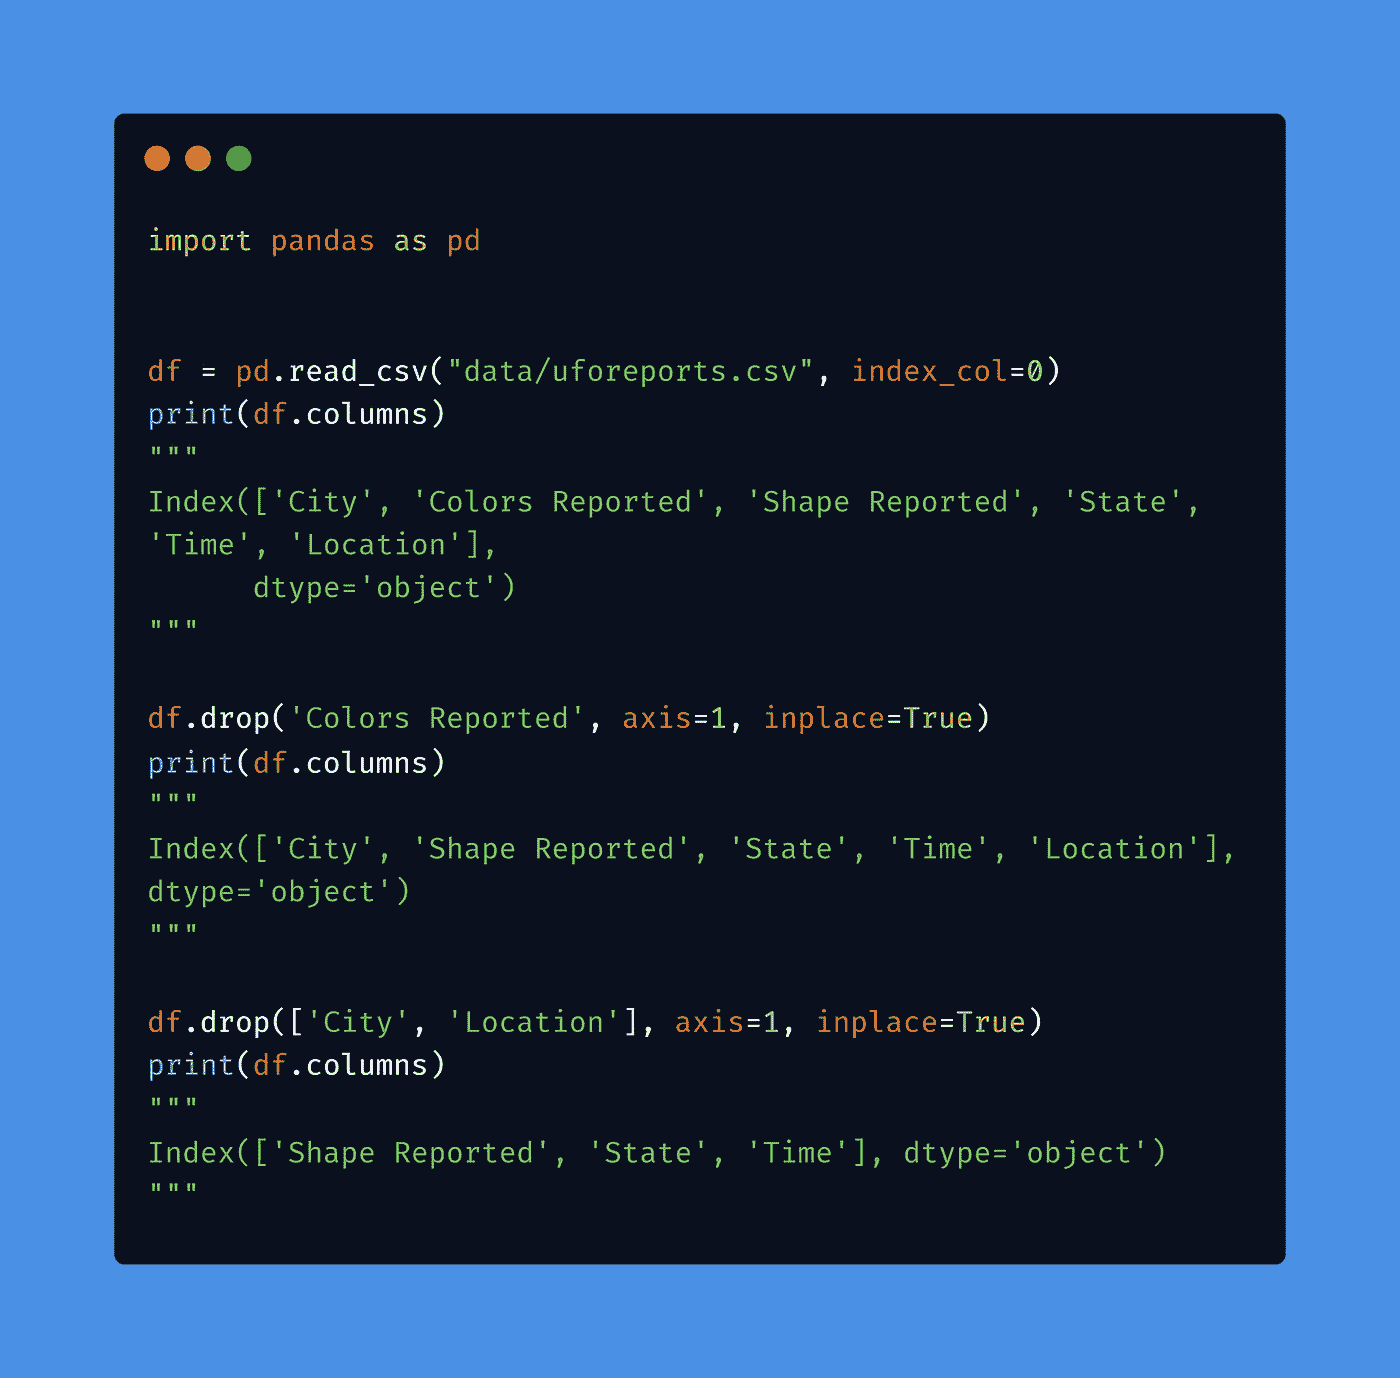 import pandas as pd
df = pd.read_csv("data/uforeports.csv", index_col=0)
print(df.columns)
"""
Index(['City', 'Colors Reported', 'Shape Reported', 'State',
'Time', 'Location'],
      dtype='object')
"""
df.drop('Colors Reported', axis=1, inplace=True)
print(df.columns)
"""
Index(['City', 'Shape Reported', 'State', 'Time', 'Location'],
dtype='object')
"""
df.drop(['City', 'Location'], axis=1, inplace=True)
print(df.columns)
"""
Index(['Shape Reported', 'State', 'Time'], dtype='object')
"""